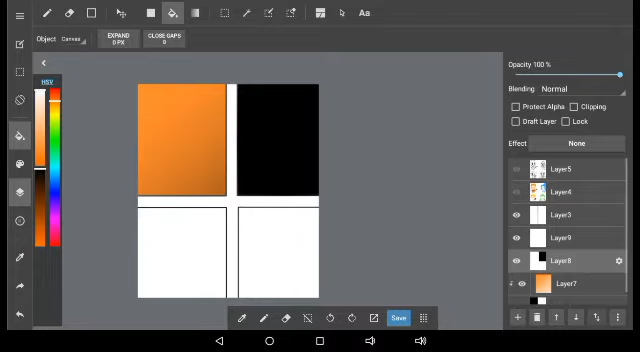 Aa
Object
Canvas
EXPAND
0 PX
CLOSE GAPS
0
HSV
Opacity 100 %
Blending
Normal
Protect Alpha
Clipping
Draft Layer
Lock
Effect
None
Layer5
Layer4
Layer3
Layer9
Layer8
Layer7
Save